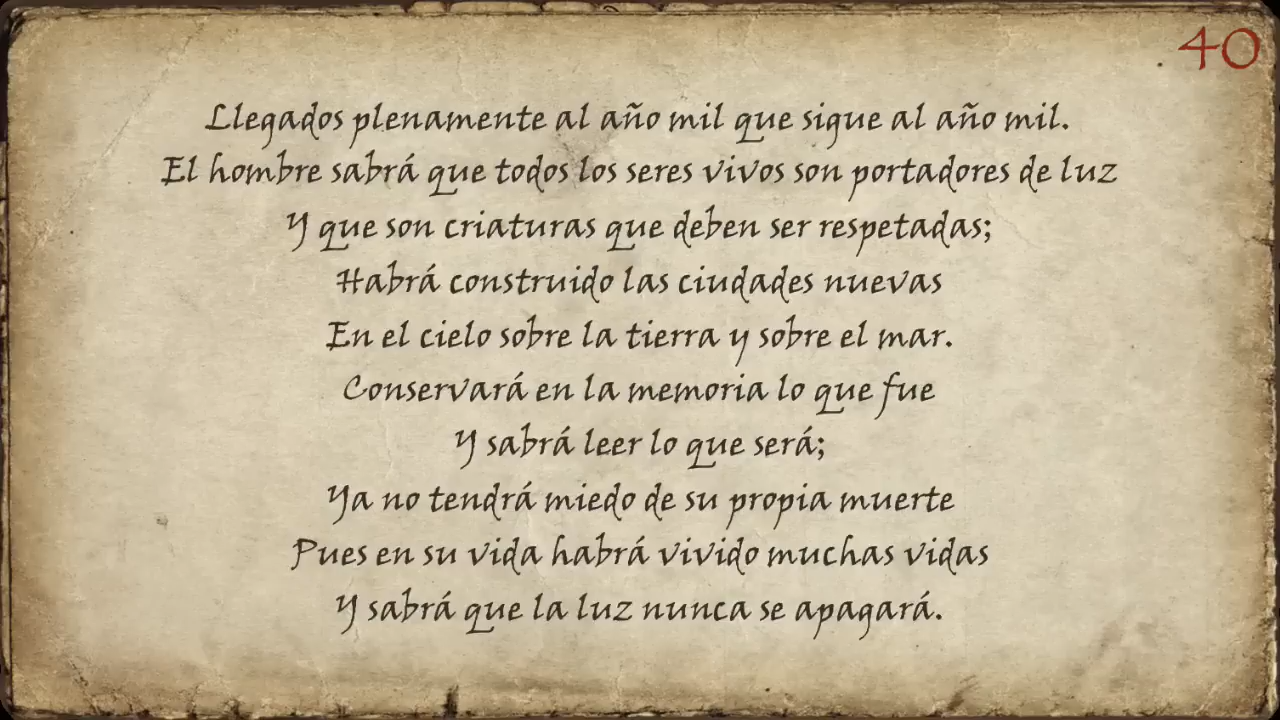 40
Llegados plenamente al año mil que sigue al año mil.
El hombre sabrá que todos los seres vivos son portadores de luz
Y que son criaturas que deben ser respetadas;
Habrá construido las ciudades nuevas
En el cielo sobre la tierra y sobre el mar.
Conservará en la memoria lo que fue
Y sabrá leer lo que será;
Ya no tendrá miedo de su propia muerte
Pues en su vida habrá vivido muchas vidas
Y sabrá que la luz nunca se apagará.